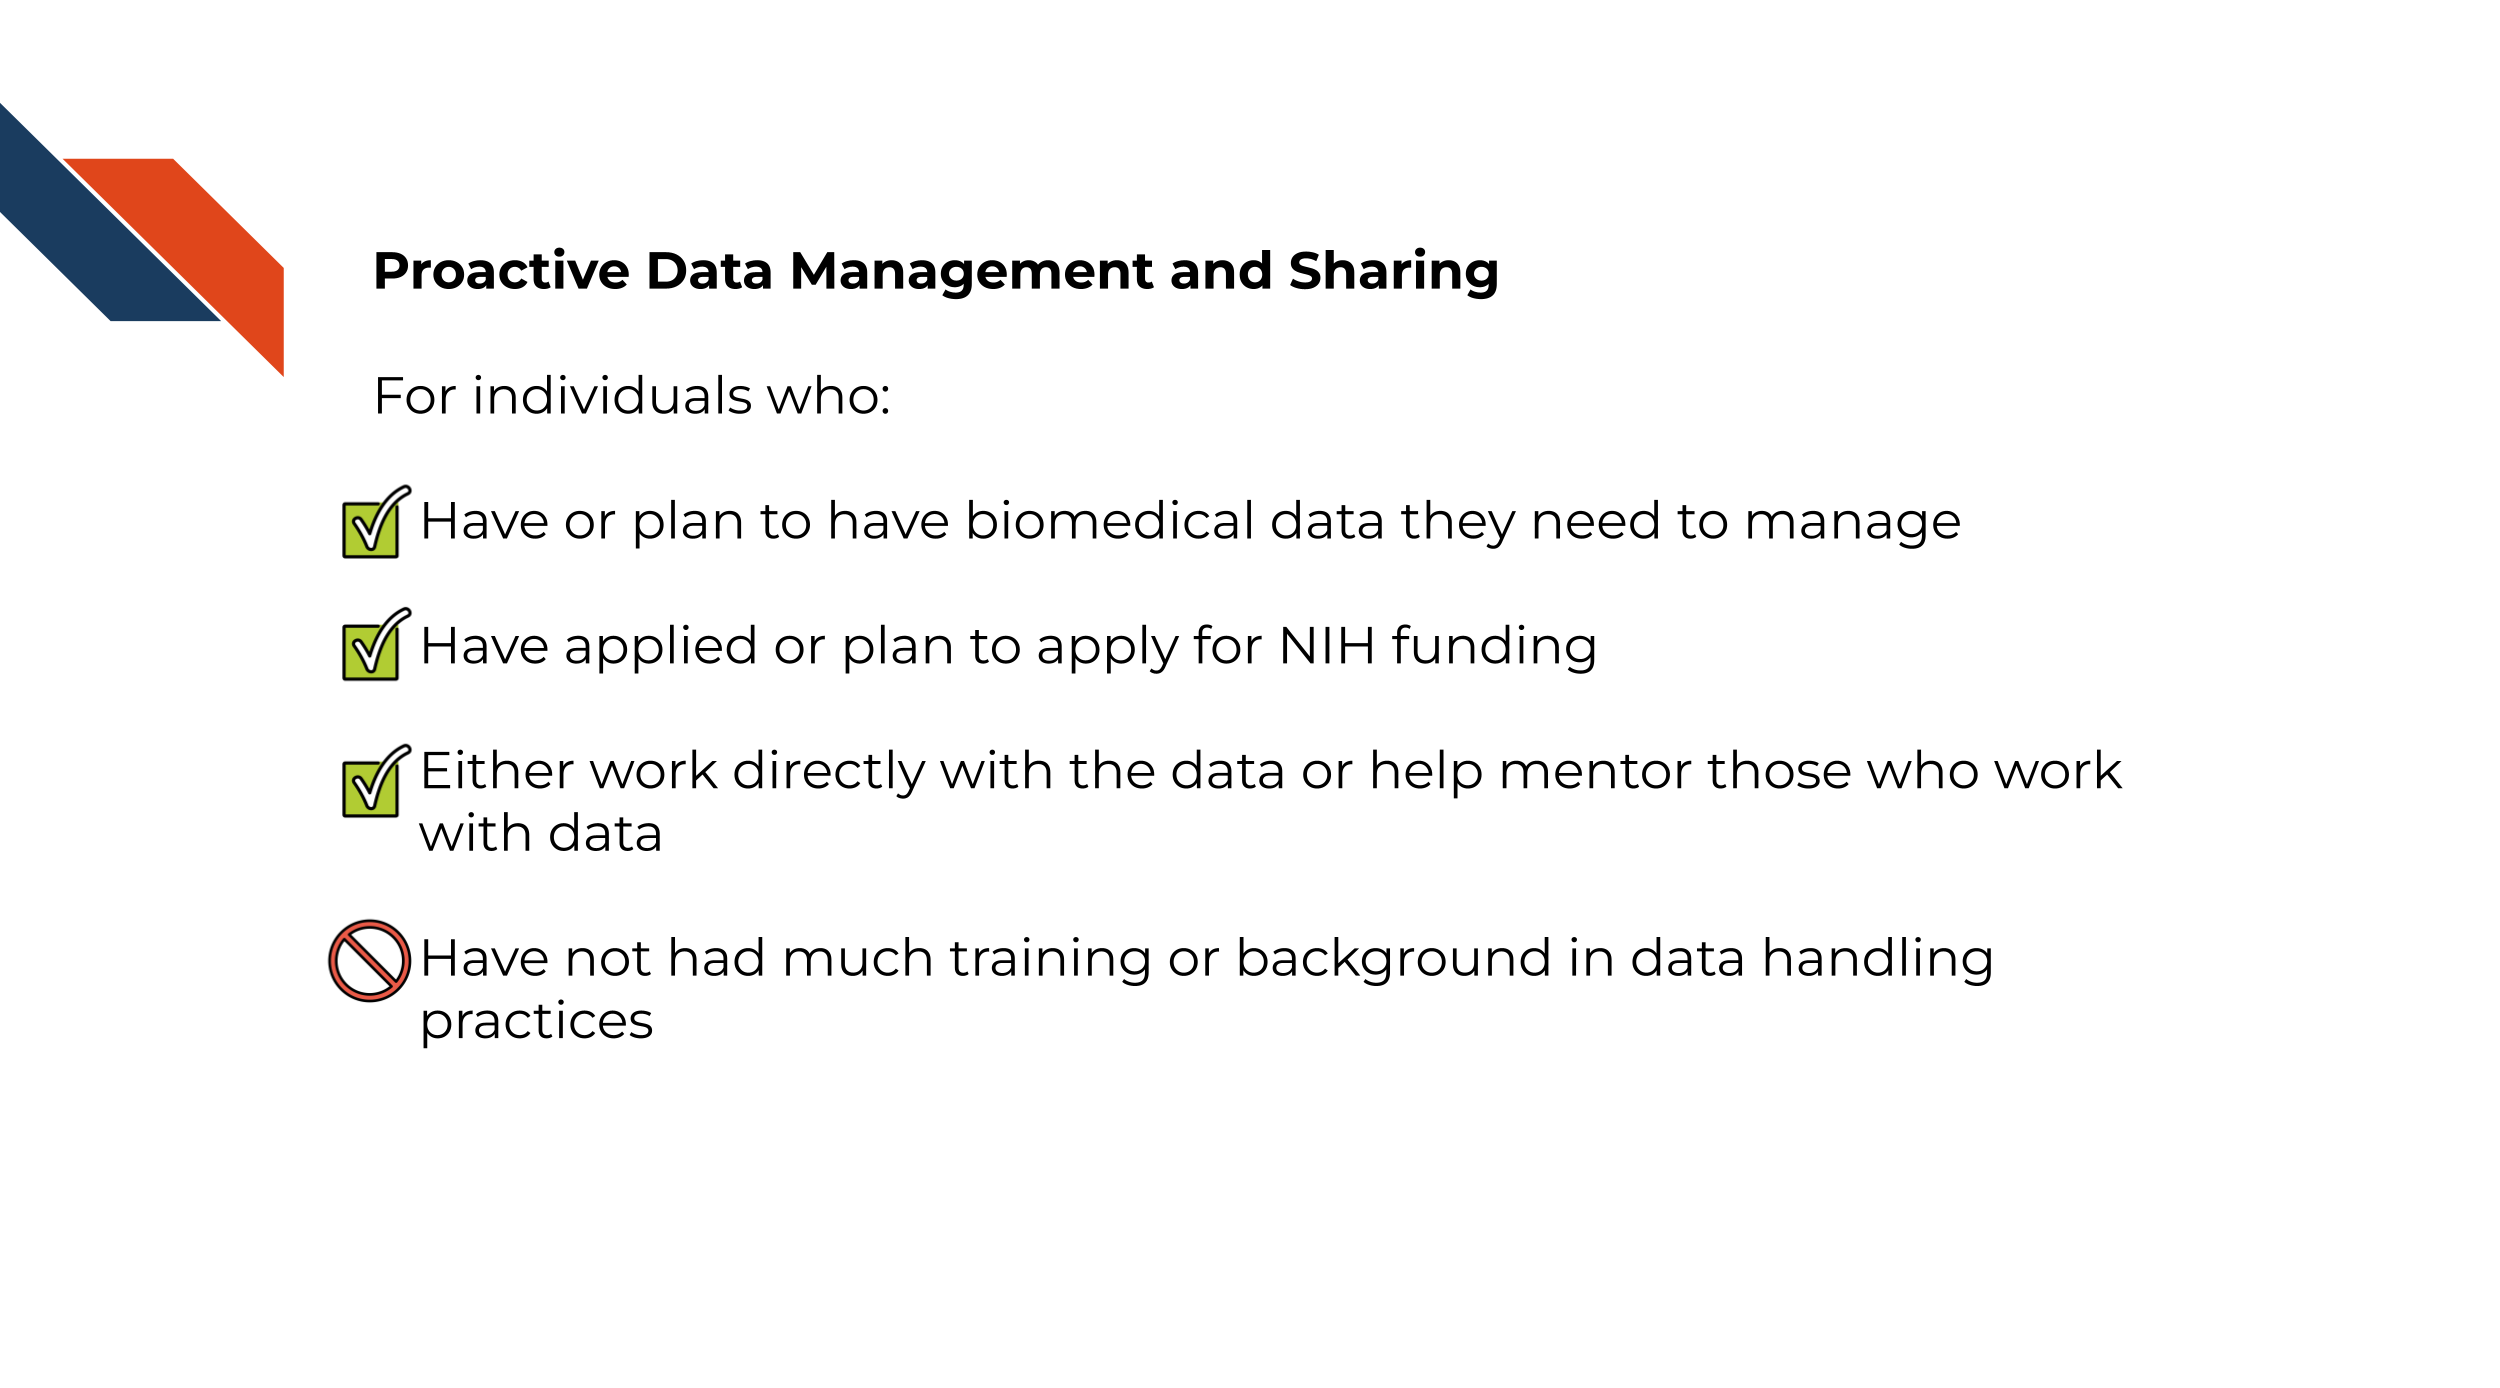 Proactive Data Management and Sharing
For individuals who:
Have or plan to have biomedical data they need to manage
Have applied or plan to apply for NIH funding
Either work directly with the data or help mentor those who work
with data
Have not had much training or background in data handling
practices